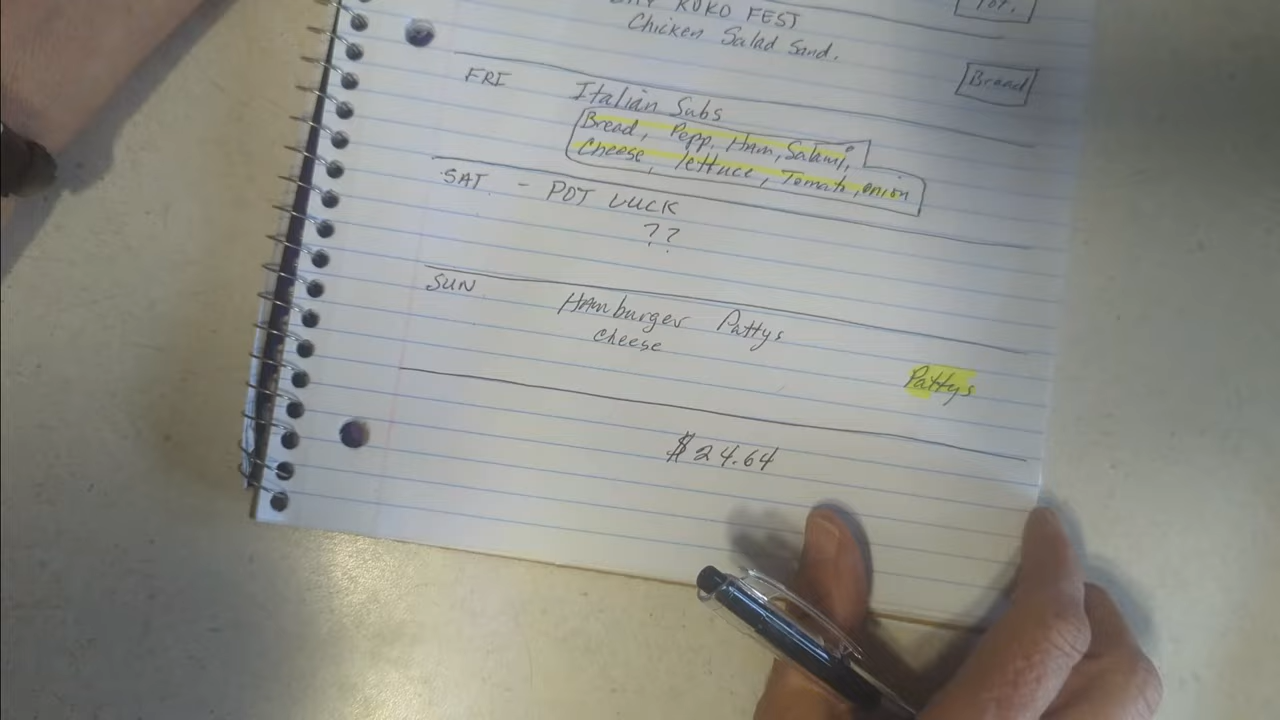 KOKO FEST
Pot.
Chicken Salad Sand.
Bread
FRI Italian Subs
Bread, Pepp. Ham, Salami,
Cheese, lettuce, Tomato, onion
SAT - POT LUCK
??
SUN Hamburger Pattys
Cheese
Pattys
$24.64